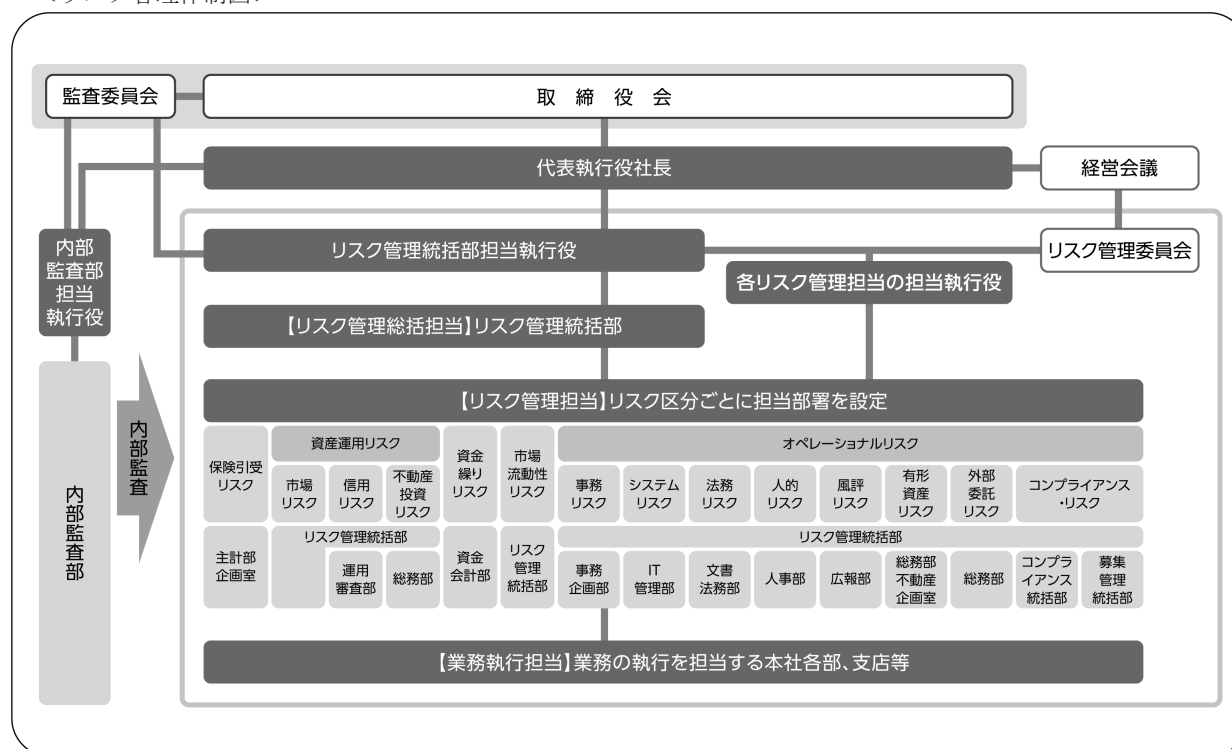 監査委員会
取締役会
代表執行役社長
経営会議
内部
監査部
担当
執行役
リスク管理統括部担当執行役
リスク管理委員会
各リスク管理担当の担当執行役
【リスク管理総括担当】リスク管理統括部
【リスク管理担当】リスク区分ごとに担当部署を設定
内部監査部
内部監査
保険引受
リスク
資産運用リスク
市場
リスク
信用
リスク
不動産
投資
リスク
資金
繰り
リスク
市場
流動性
リスク
オペレーショナルリスク
事務
リスク
システム
リスク
法務
リスク
人的
リスク
風評
リスク
有形
資産
リスク
外部
委託
リスク
コンプライアンス
・リスク
主計部
企画室
リスク管理統括部
運用
審査部
総務部
資金
会計部
リスク
管理
統括部
リスク管理統括部
事務
企画部
IT
管理部
文書
法務部
人事部
広報部
総務部
不動産
企画室
総務部
コンプラ
イアンス
統括部
募集
管理
統括部
【業務執行担当】業務の執行を担当する本社各部、支店等